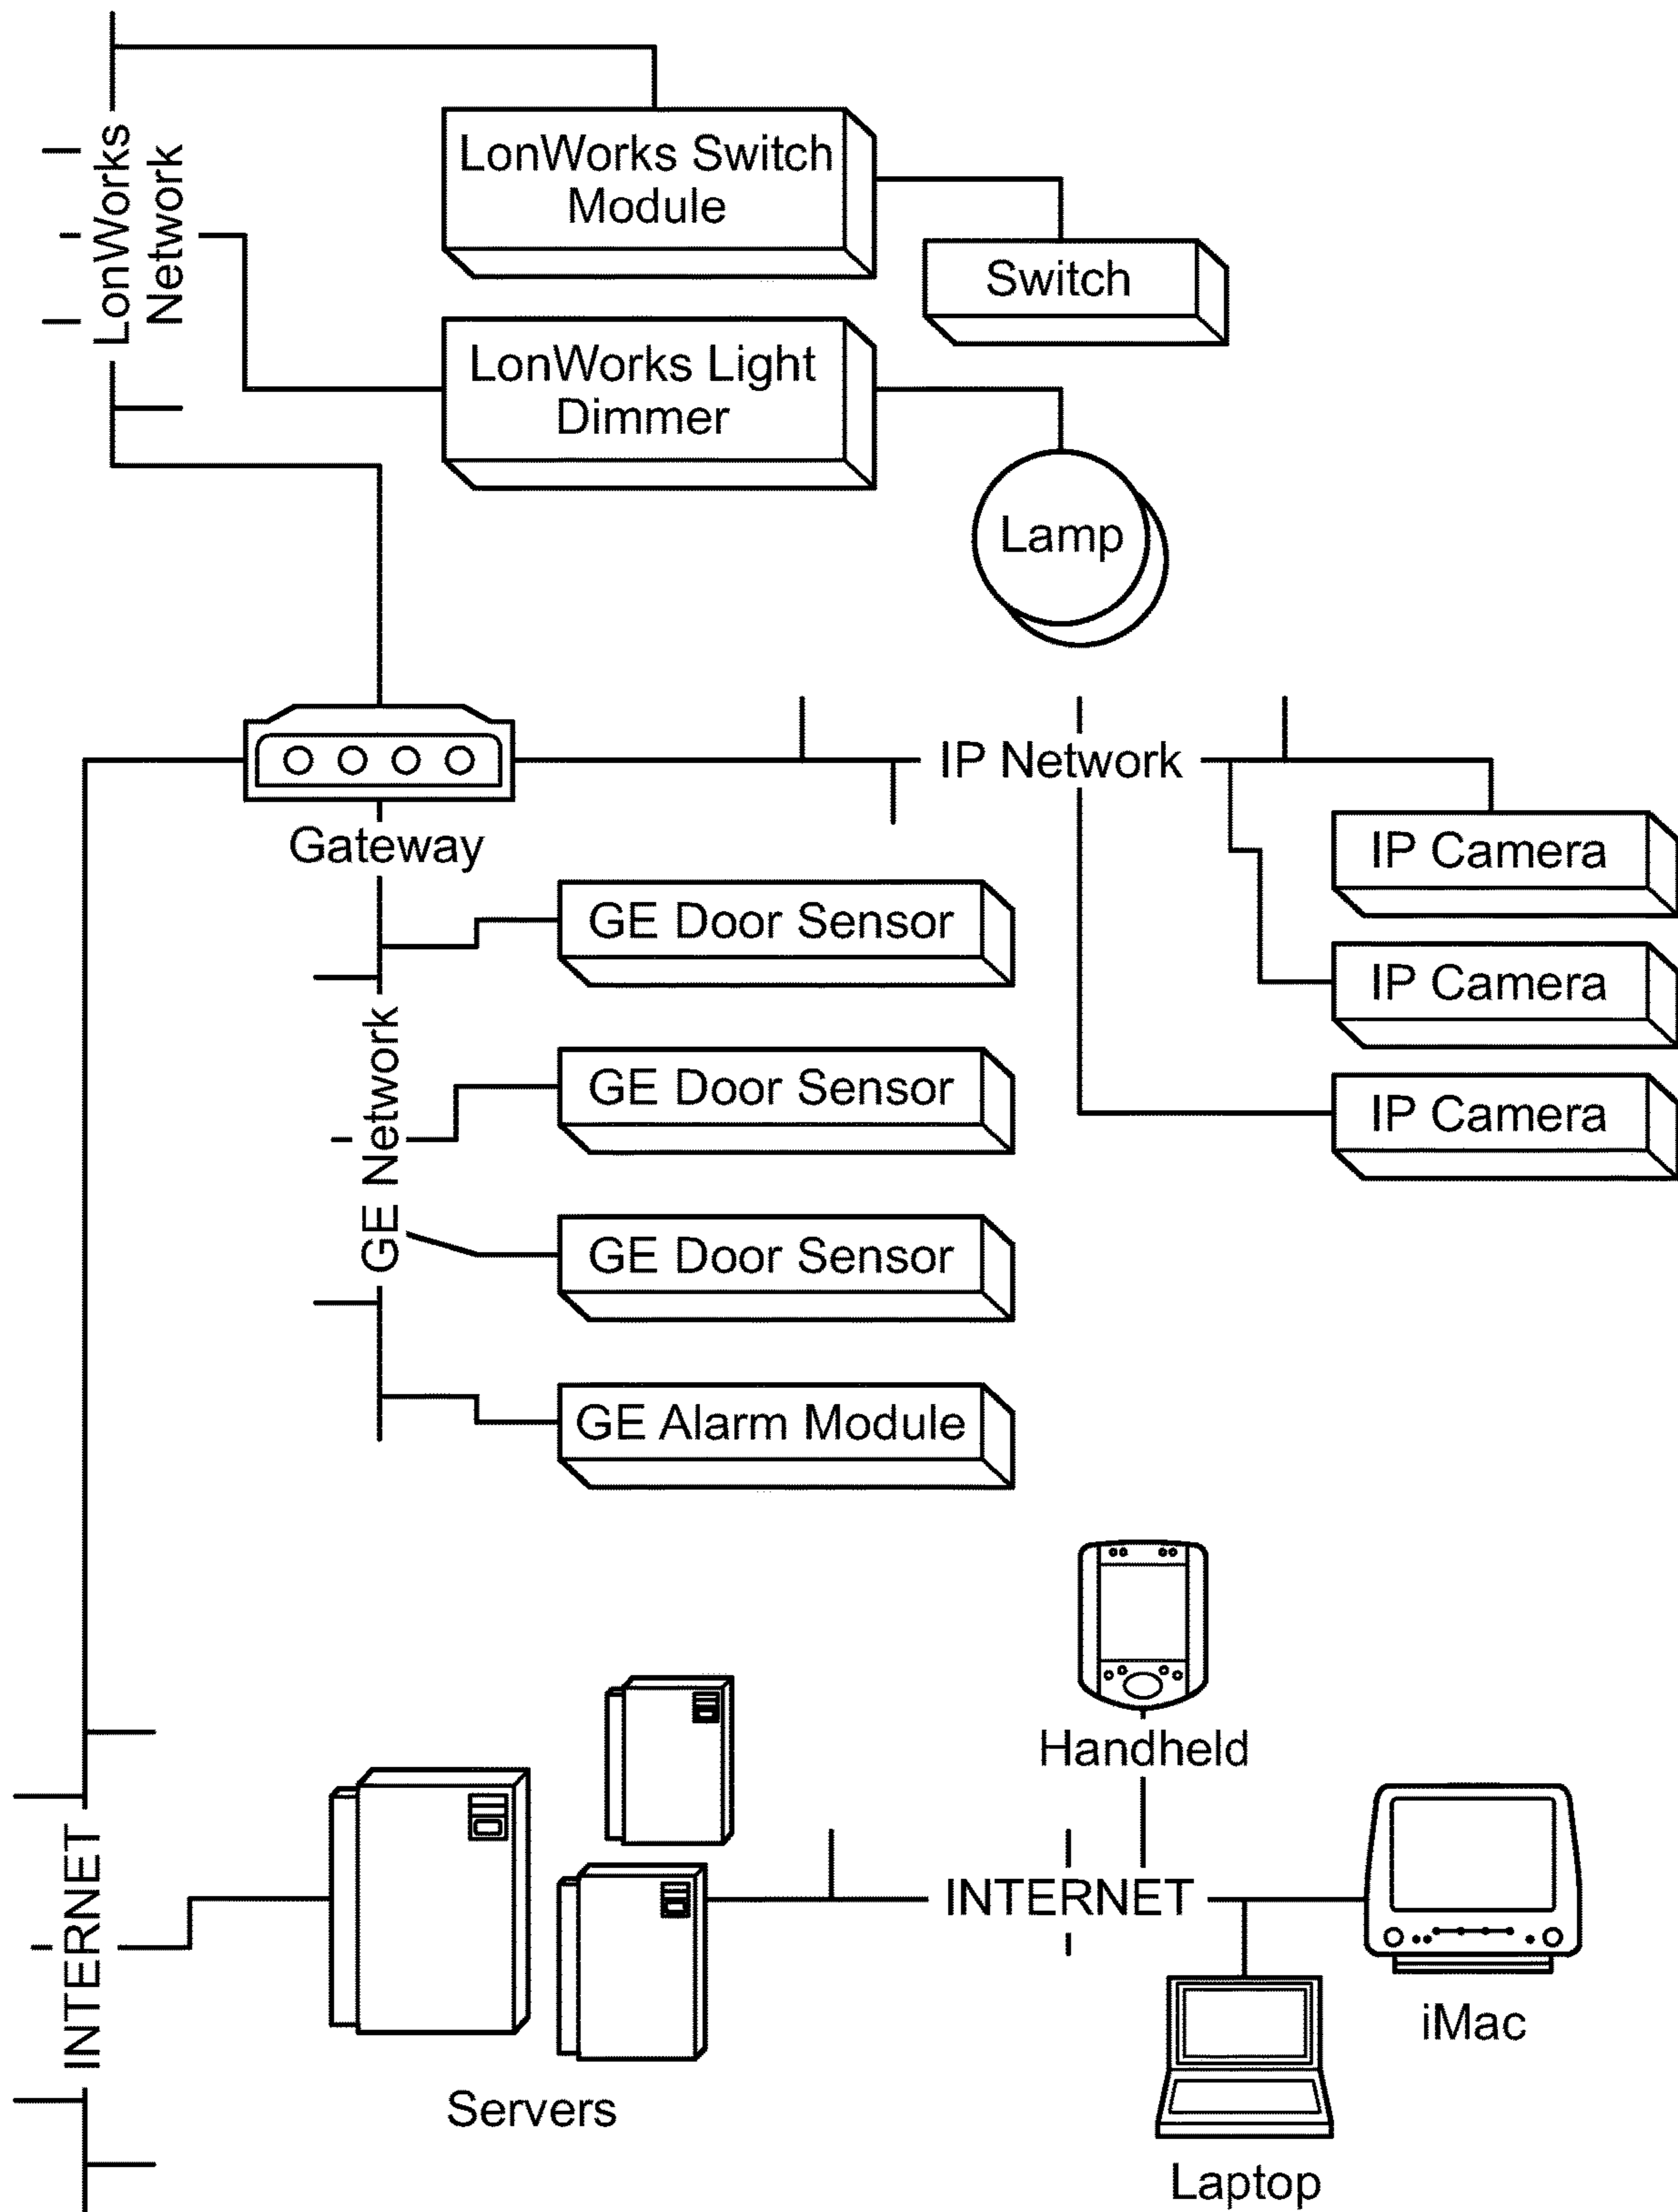 LonWorks
Network
LonWorks Switch
Module
Switch
LonWorks Light
Dimmer
Lamp
IP Network
Gateway
IP Camera
IP Camera
IP Camera
GE Network
GE Door Sensor
GE Door Sensor
GE Door Sensor
GE Alarm Module
Handheld
INTERNET
INTERNET
iMac
Servers
Laptop